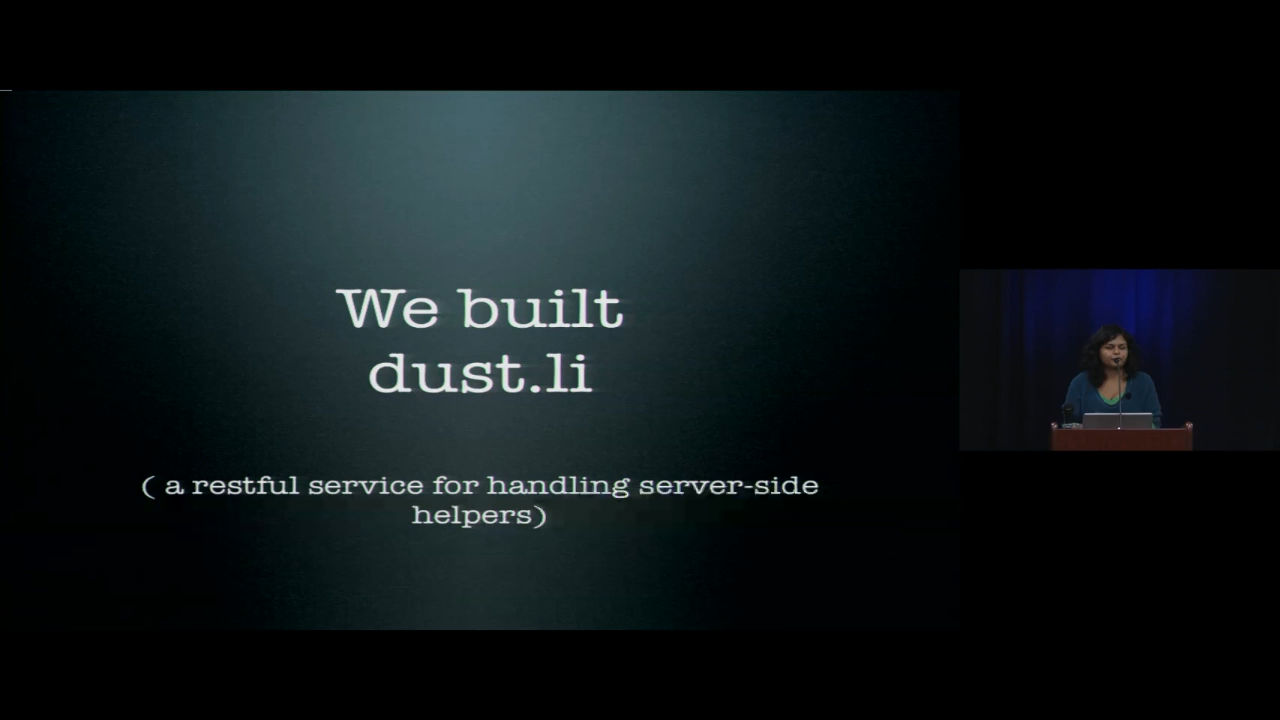 We built
dust.li
( a restful service for handling server-side
helpers)